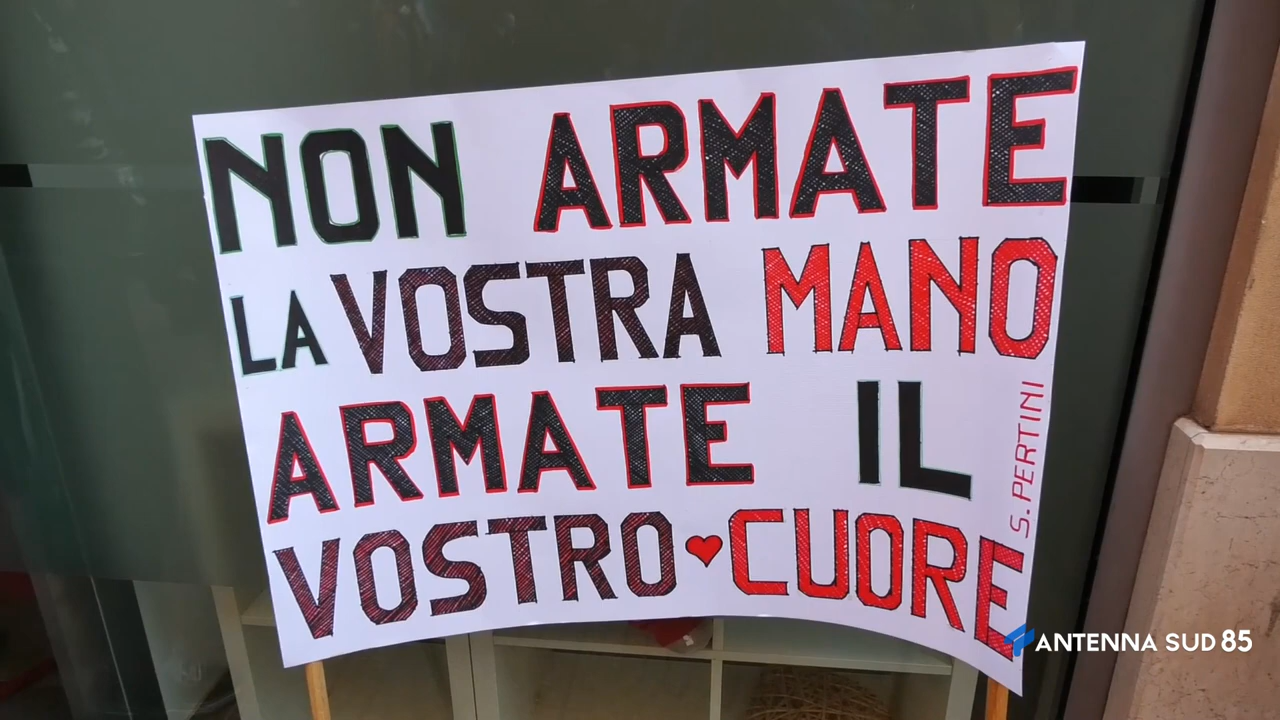 NON ARMATE
LA VOSTRA MANO
ARMATE IL
VOSTRO CUORE
S. PERTINI
ANTENNA SUD 85